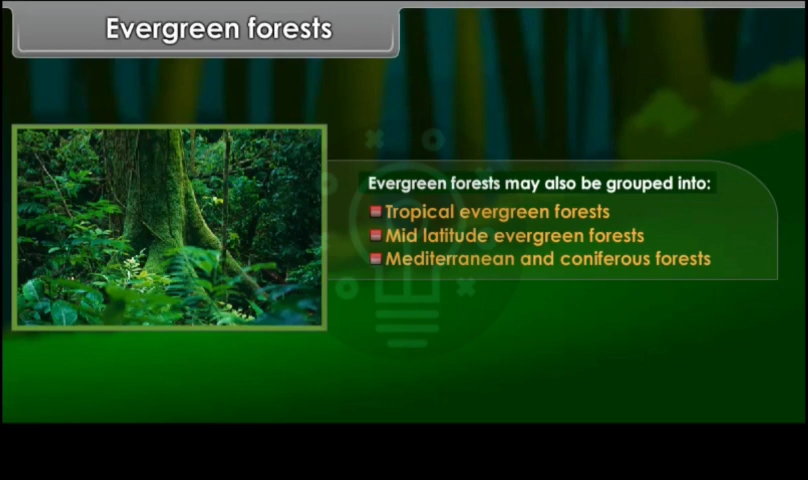 Evergreen forests
Evergreen forests may also be grouped into:
Tropical evergreen forests
Mid latitude evergreen forests
Mediterranean and coniferous forests